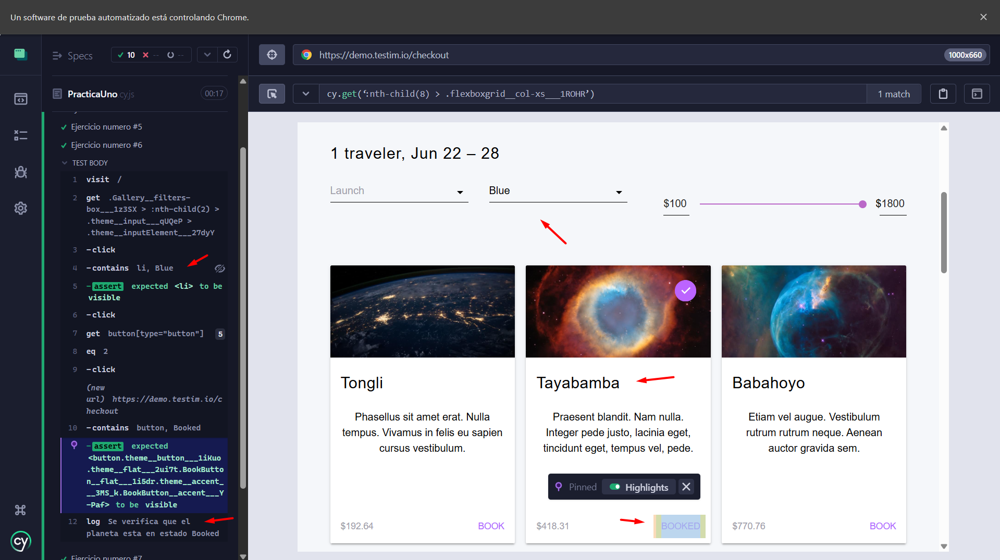 Un software de prueba automatizado está controlando Chrome.
Specs
10 -- --
https://demo.testim.io/checkout
1000x660
PracticaUno.cy.js
00:17
cy.get(‘:nth-child(8) > .flexboxgrid__col-xs___1ROHR’)
1 match
Ejercicio numero #5
Ejercicio numero #6
TEST BODY
1 visit /
2 get .Gallery__filters-
box___1z3SX > :nth-child(2) >
.theme__input___qUQeP >
.theme__inputElement___27dyY
3 -click
4 -contains li, Blue
5 -assert expected <li> to be
visible
6 -click
7 get button[type="button"] 5
8 eq 2
9 -click
(new
url) https://demo.testim.io/c
heckout
10 -contains button, Booked
-assert expected
<button.theme__button___1iKuo
.theme__flat___2ui7t.BookButto
n__flat___1i5dr.theme__accent_
__3MS_k.BookButton__accent___Y
-Paf> to be visible
12 log Se verifica que el
planeta esta en estado Booked
Ejercicio numero #7
cy
1 traveler, Jun 22 – 28
Launch
Blue
$100
$1800
Tongli
Phasellus sit amet erat. Nulla
tempus. Vivamus in felis eu sapien
cursus vestibulum.
$192.64
BOOK
Tayabamba
Praesent blandit. Nam nulla.
Integer pede justo, lacinia eget,
tincidunt eget, tempus vel, pede.
Pinned
Highlights
$418.31
BOOKED
Babahoyo
Etiam vel augue. Vestibulum
rutrum rutrum neque. Aenean
auctor gravida sem.
$770.76
BOOK